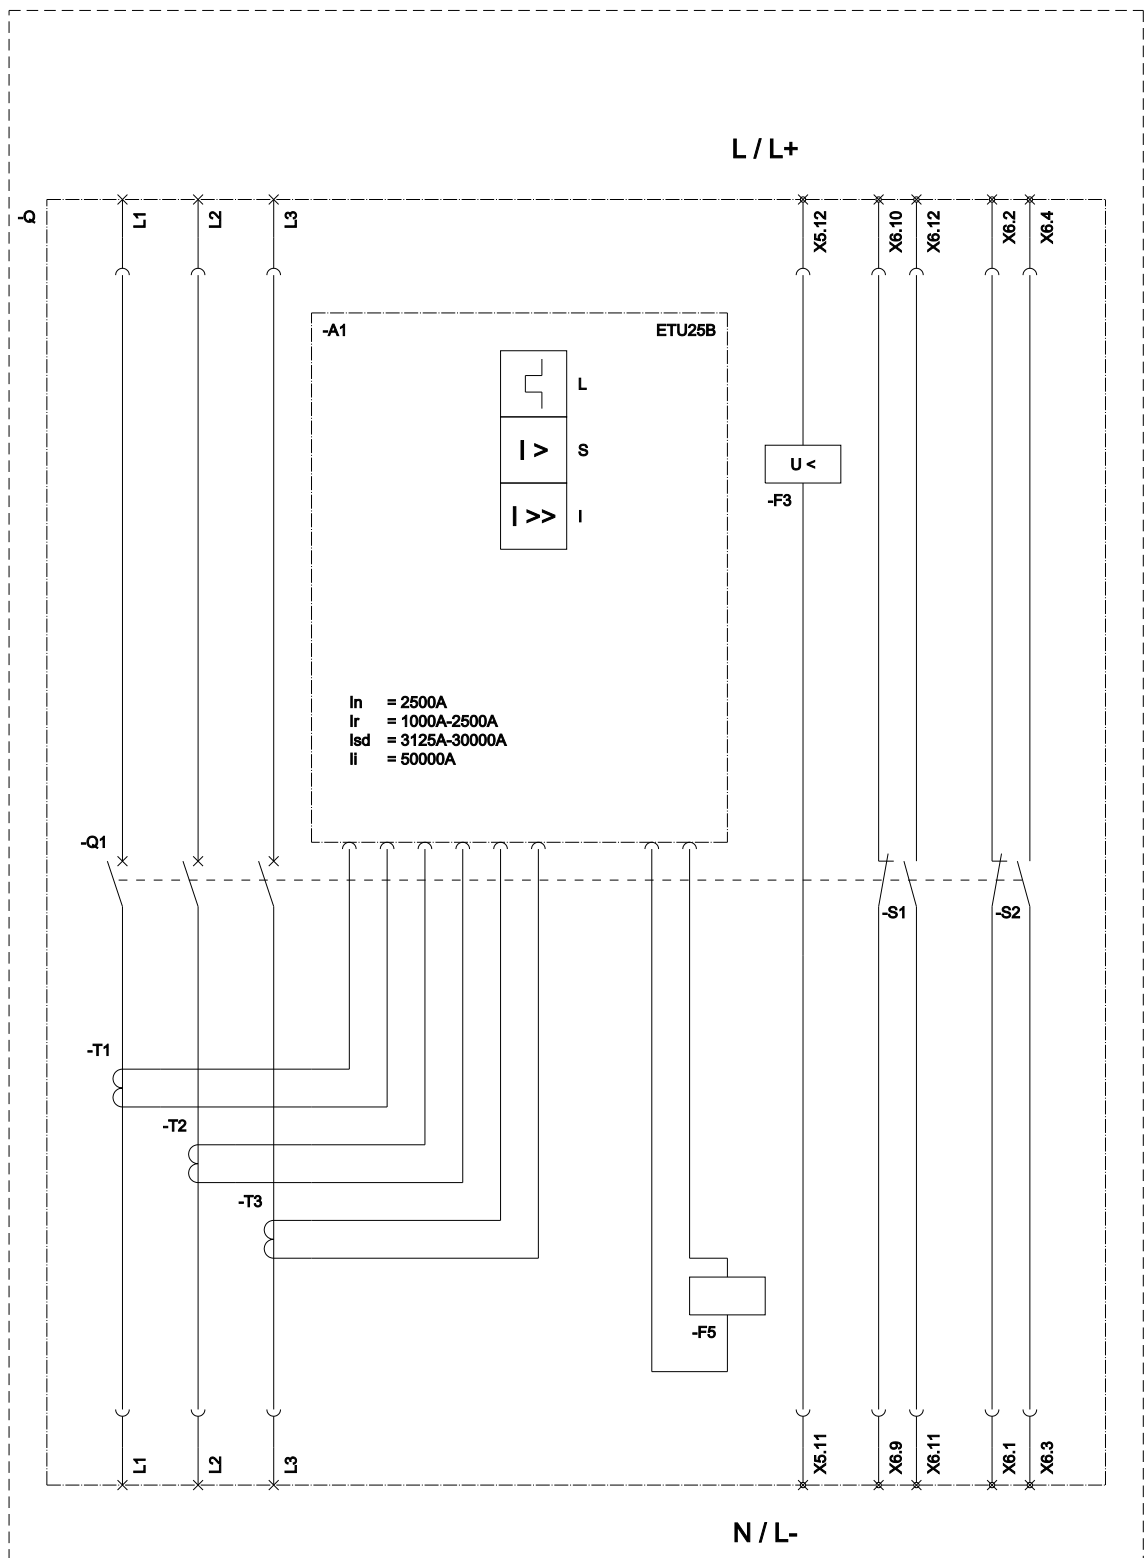 L / L+
-Q
L1
L2
L3
X5.12
X6.10
X6.12
X6.2
X6.4
-A1
ETU25B
L
I >
S
I >>
I
U <
-F3
In = 2500A
Ir = 1000A-2500A
Isd = 3125A-30000A
Ii = 50000A
-Q1
-S1
-S2
-T1
-T2
-T3
-F5
L1
L2
L3
X5.11
X6.9
X6.11
X6.1
X6.3
N / L-